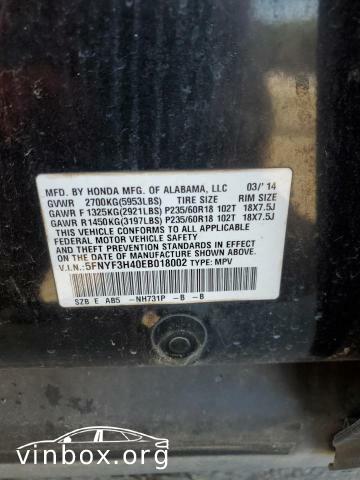 MFD. BY HONDA MFG. OF ALABAMA, LLC 03/'14
GVWR 2700KG(5953LBS) TIRE SIZE RIM SIZE
GAWR F 1325KG(2921LBS) P235/60R18 102T 18X7.5J
GAWR R1450KG(3197LBS) P235/60R18 102T 18X7.5J
THIS VEHICLE CONFORMS TO ALL APPLICABLE
FEDERAL MOTOR VEHICLE SAFETY AND
THEFT PREVENTION STANDARDS IN EFFECT
ON THE DATE OF MANUFACTURE SHOWN ABOVE.
V.I.N.: 5FNYF3H40EB018002 TYPE: MPV
SZB E AB5 -NH731P -B -B
vinbox.org